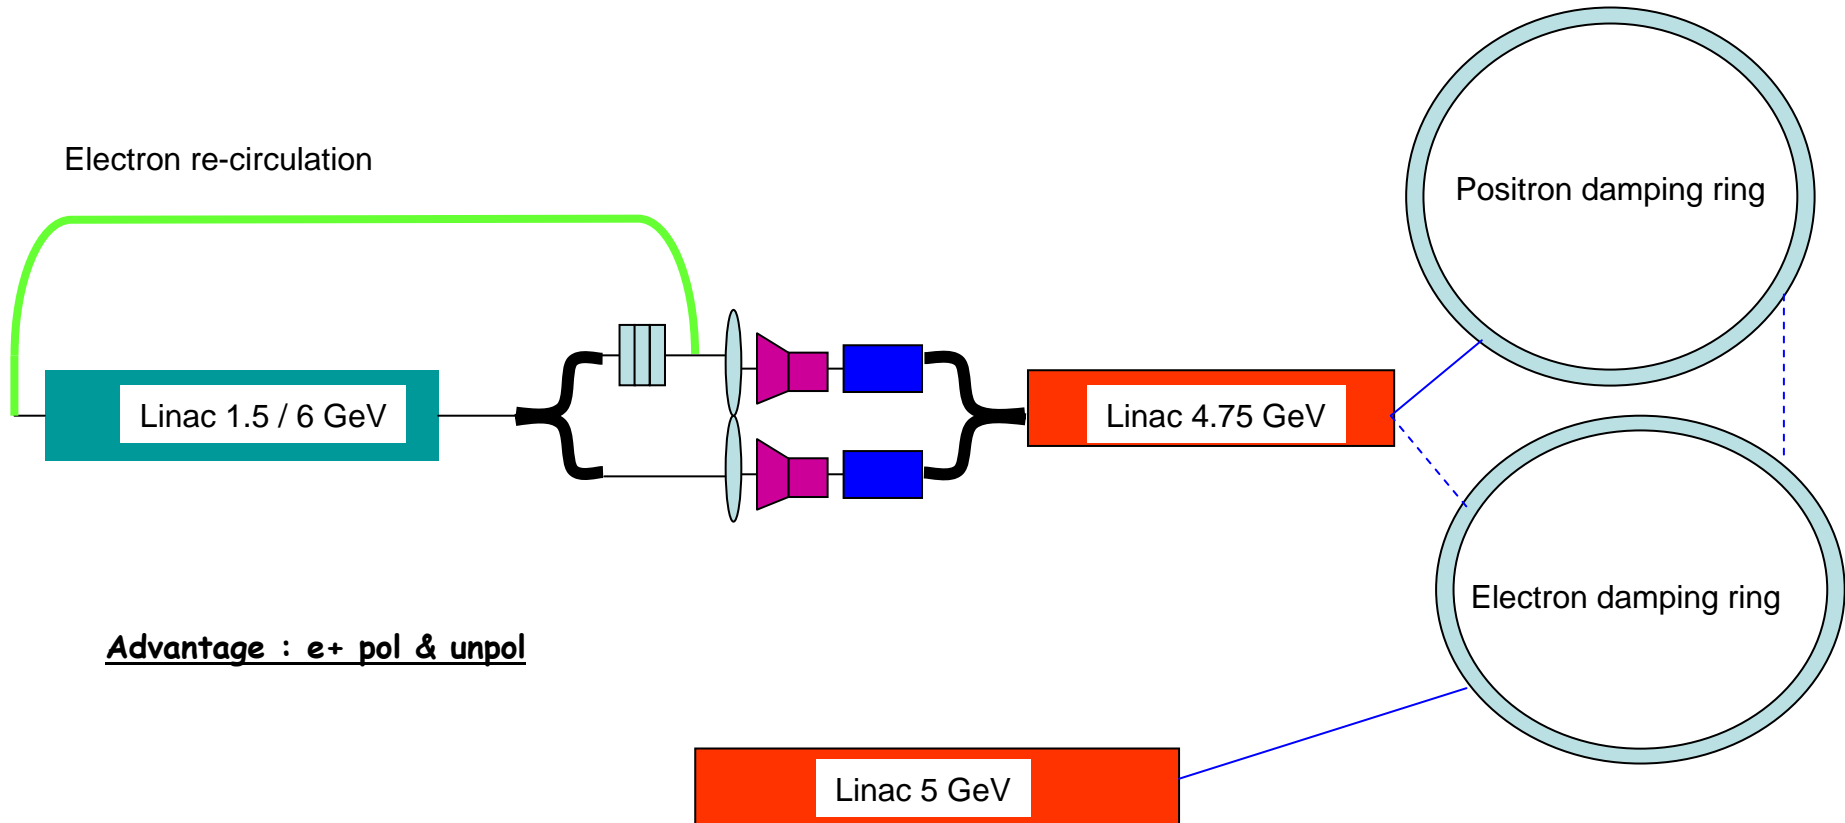 Electron re-circulation
Positron damping ring
Linac 1.5 / 6 GeV
Linac 4.75 GeV
Electron damping ring
Advantage : e+ pol & unpol
Linac 5 GeV